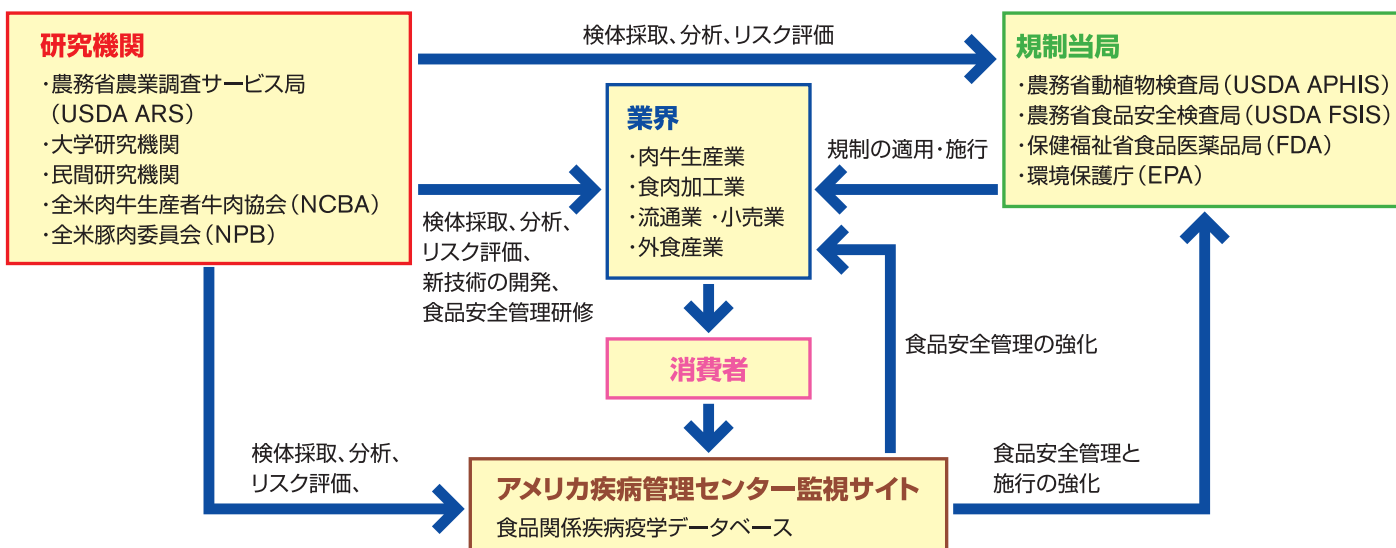 研究機関
・農務省農業調査サービス局
(USDA ARS)
・大学研究機関
・民間研究機関
・全米肉牛生産者牛肉協会(NCBA)
・全米豚肉委員会(NPB)
検体採取、分析、リスク評価
規制当局
・農務省動植物検査局(USDA APHIS)
・農務省食品安全検査局(USDA FSIS)
・保健福祉省食品医薬品局(FDA)
・環境保護庁(EPA)
業界
・肉牛生産業
・食肉加工業
・流通業 ・小売業
・外食産業
規制の適用・施行
検体採取、分析、
リスク評価、
新技術の開発、
食品安全管理研修
消費者
食品安全管理の強化
検体採取、分析、
リスク評価、
アメリカ疾病管理センター監視サイト
食品関係疾病疫学データベース
食品安全管理と
施行の強化